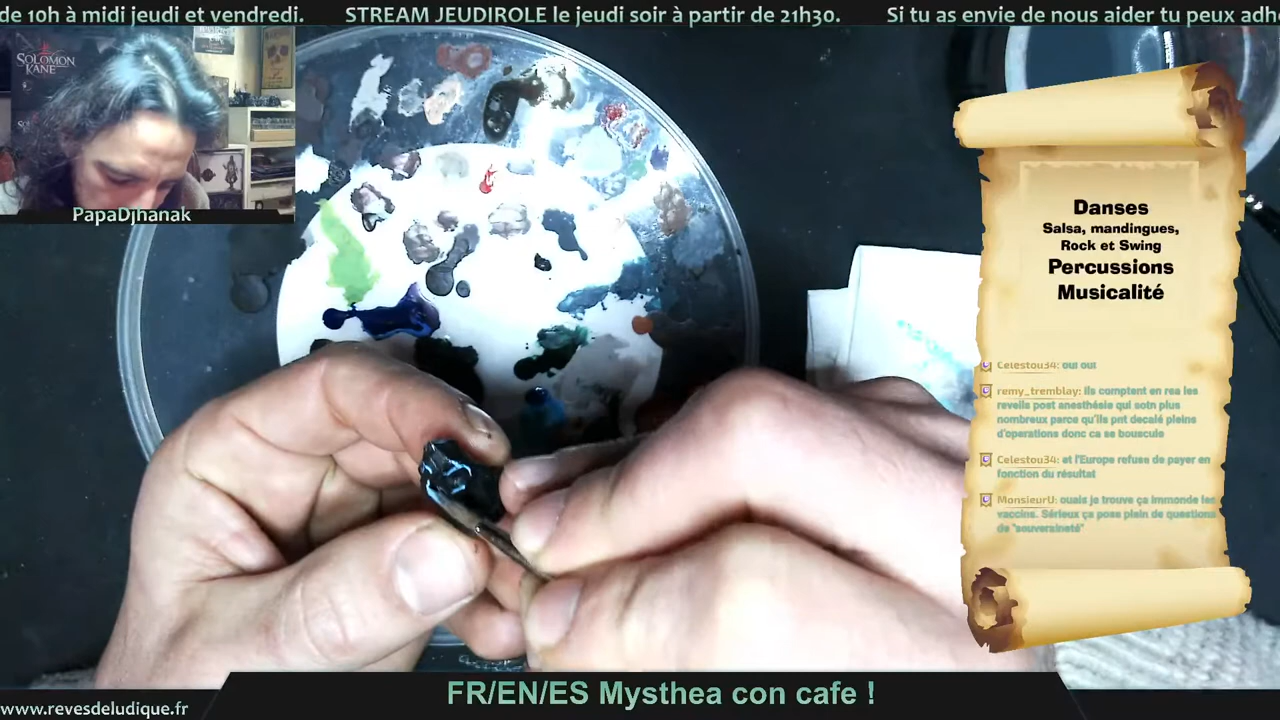 de 10h à midi jeudi et vendredi. STREAM JEUDIROLE le jeudi soir à partir de 21h30. Si tu as envie de nous aider tu peux adh
SOLOMON
KANE
PapaDjhanak
Danses
Salsa, mandingues,
Rock et Swing
Percussions
Musicalité
Celestou34: oui oui
remy_tremblay: ils comptent en rea les
reveils post anesthésie qui sotn plus
nombreux parce qu'ils pnt decalé pleins
d'operations donc ca se bouscule
Celestou34: et l'Europe refuse de payer en
fonction du résultat
MonsieurU: ouais je trouve ça immonde les
vaccins. Sérieux ça pose plein de questions
de "souveraineté"
FR/EN/ES Mysthea con cafe !
www.revesdeludique.fr